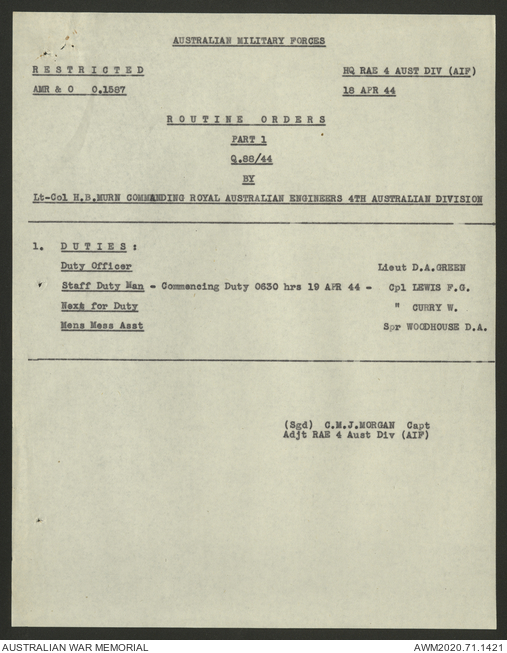 AUSTRALIAN MILITARY FORCES
RESTRICTED HQ RAE 4 AUST DIV (AIF)
AMR & O 0.1587 18 APR 44
ROUTINE ORDERS
PART 1
Q.88/44
BY
Lt-Col H.B.MURN COMMANDING ROYAL AUSTRALIAN ENGINEERS 4TH AUSTRALIAN DIVISION
1. DUTIES:
Duty Officer Lieut D.A.GREEN
Staff Duty Man - Commencing Duty 0630 hrs 19 APR 44 - Cpl LEWIS F.G.
Next for Duty " CURRY W.
Mens Mess Asst Spr WOODHOUSE D.A.
(Sgd) C.M.J.MORGAN Capt
Adjt RAE 4 Aust Div (AIF)
AUSTRALIAN WAR MEMORIAL AWM2020.71.1421